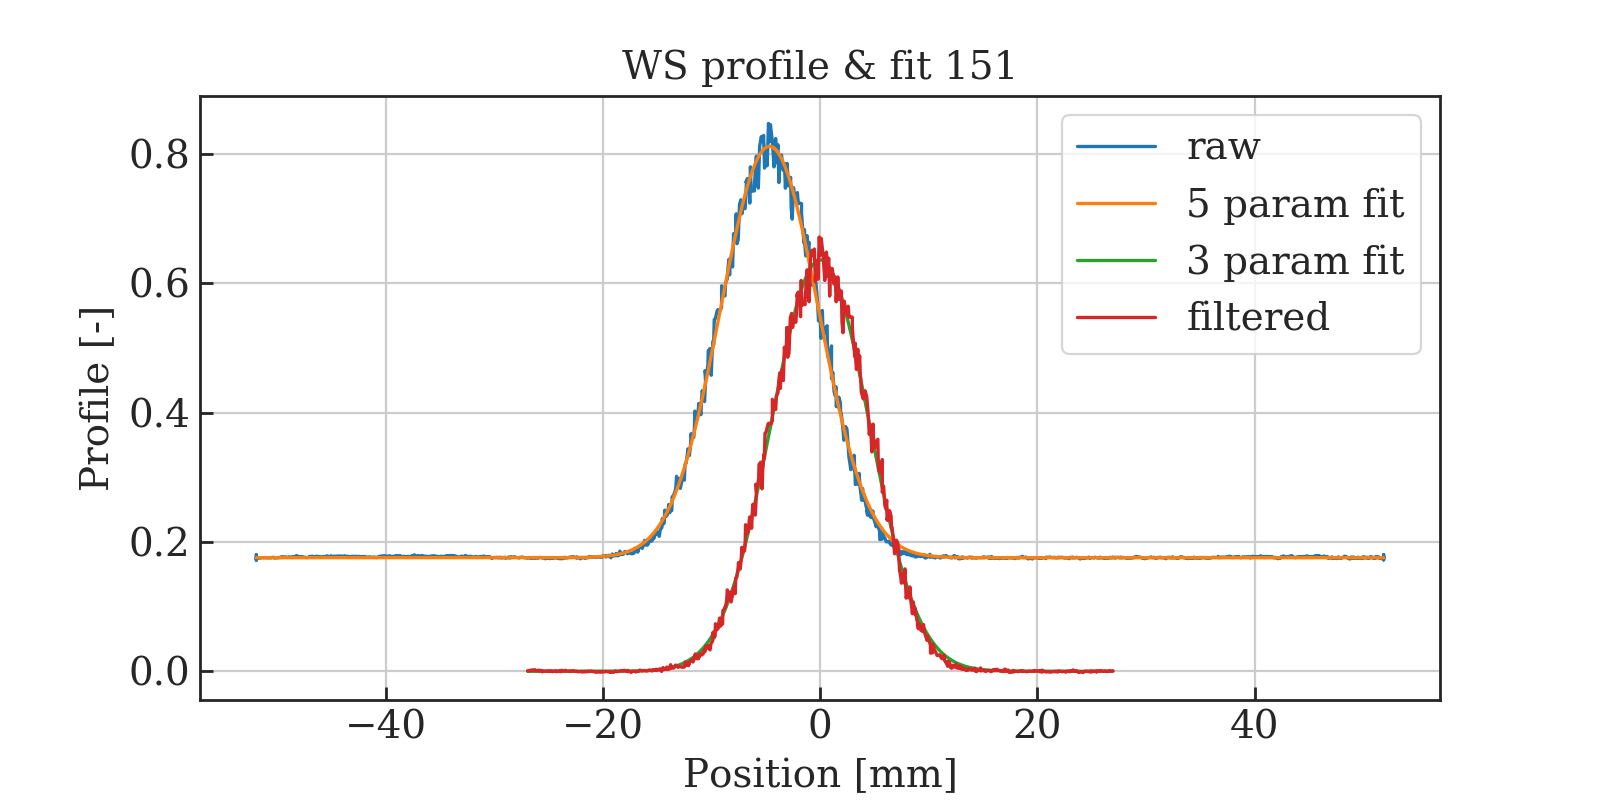 WS profile & fit 151
raw
5 param fit
3 param fit
filtered
0.8
0.6
0.4
0.2
0.0
Profile [-]
−40 −20 0 20 40
Position [mm]